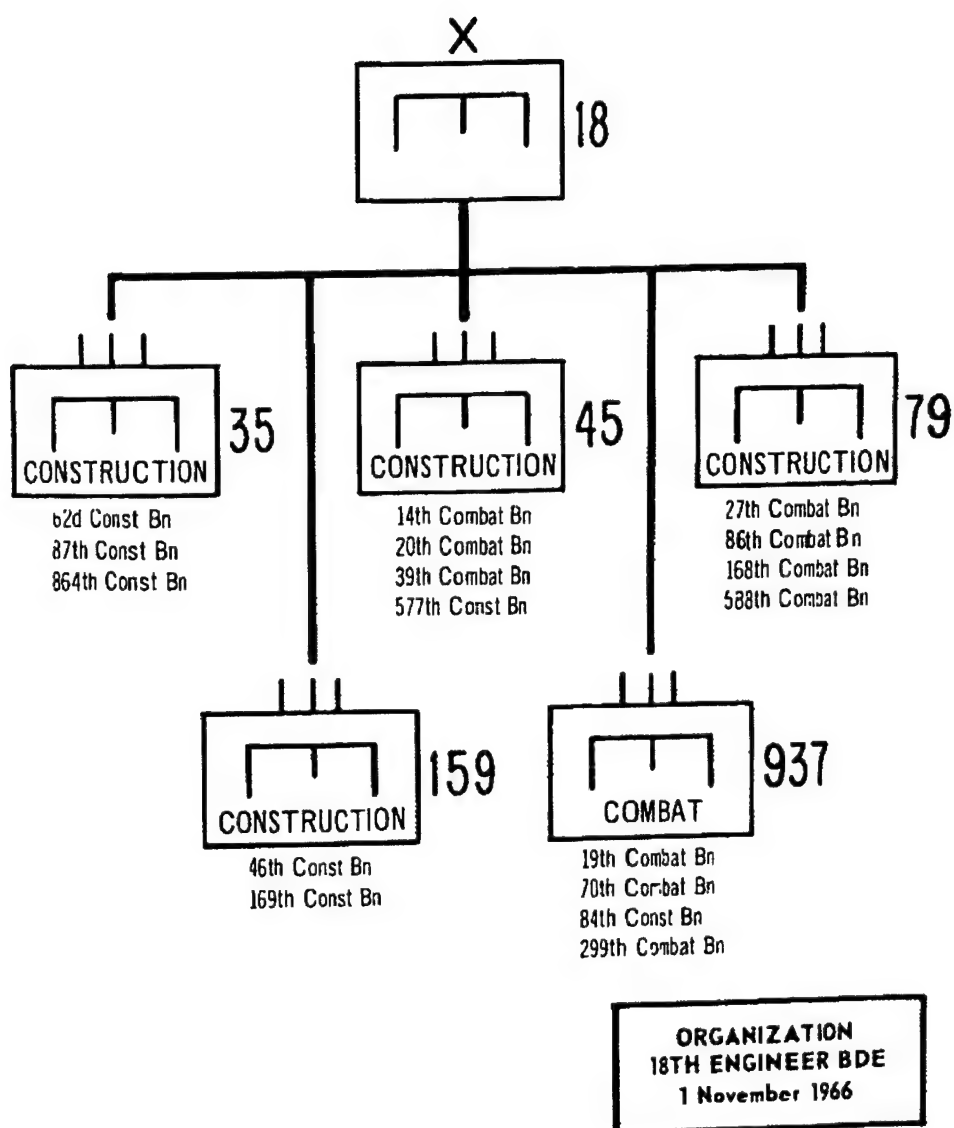 X
18
35
CONSTRUCTION
62d Const Bn
87th Const Bn
864th Const Bn
45
CONSTRUCTION
14th Combat Bn
20th Combat Bn
39th Combat Bn
577th Const Bn
79
CONSTRUCTION
27th Combat Bn
86th Combat Bn
168th Combat Bn
588th Combat Bn
159
CONSTRUCTION
46th Const Bn
169th Const Bn
937
COMBAT
19th Combat Bn
70th Combat Bn
84th Const Bn
299th Combat Bn
ORGANIZATION
18TH ENGINEER BDE
1 November 1966